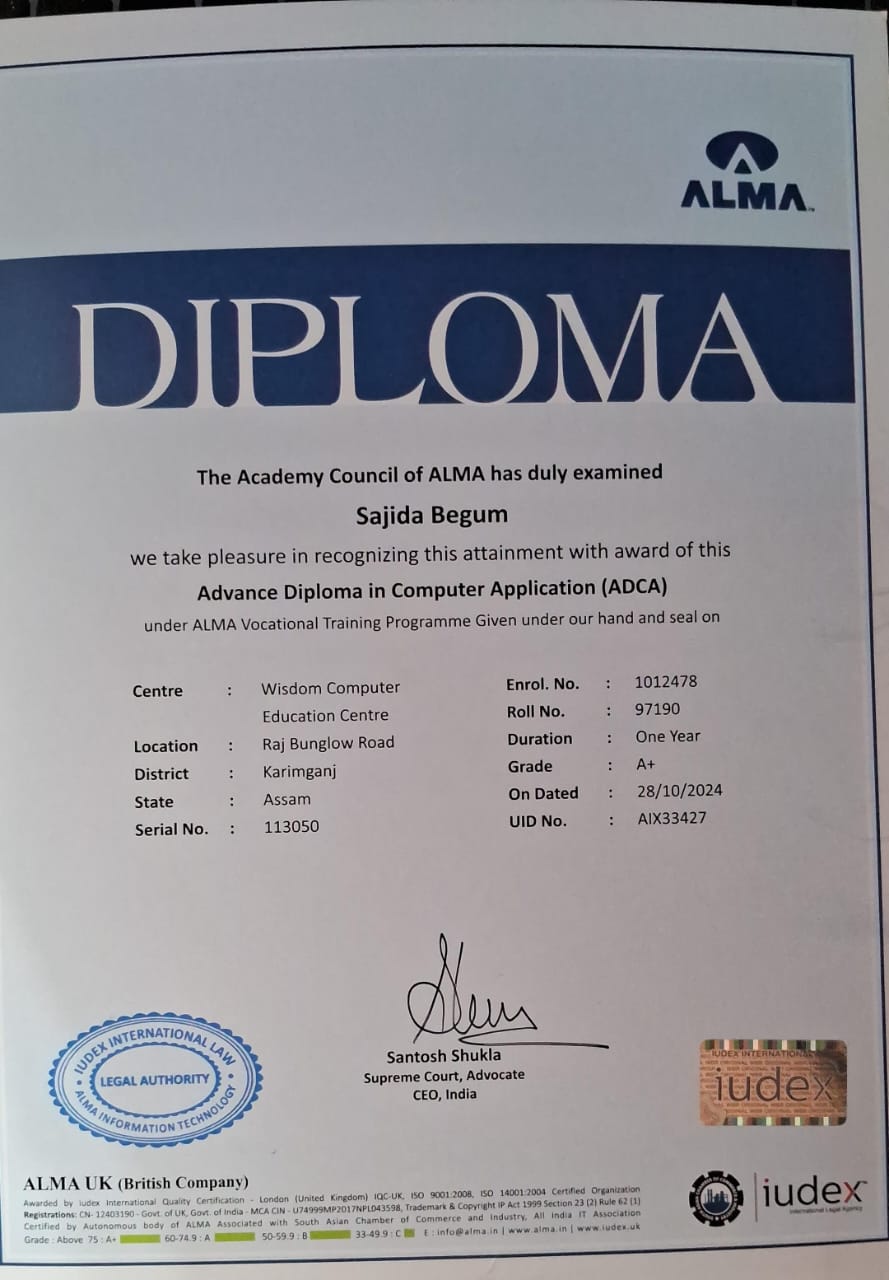 ALMA
DIPLOMA
The Academy Council of ALMA has duly examined
Sajida Begum
we take pleasure in recognizing this attainment with award of this
Advance Diploma in Computer Application (ADCA)
under ALMA Vocational Training Programme Given under our hand and seal on
Centre : Wisdom Computer
Education Centre
Location : Raj Bunglow Road
District : Karimganj
State : Assam
Serial No. : 113050
Enrol. No. : 1012478
Roll No. : 97190
Duration : One Year
Grade : A+
On Dated : 28/10/2024
UID No. : AIX33427
Santosh Shukla
Supreme Court, Advocate
CEO, India
IUDEX INTERNATIONAL LAW
LEGAL AUTHORITY
ALMA INFORMATION TECHNOLOGY
IUDEX INTERNATIONAL
iudex
ALMA UK (British Company)
Awarded by iudex International Quality Certification - London (United Kingdom) IQC-UK, ISO 9001:2008, ISO 14001:2004 Certified Organization
Registrations: CN- 12403190 - Govt. of UK, Govt. of India - MCA CIN - U74999MP2017NPL043598, Trademark & Copyright IP Act 1999 Section 23 (2) Rule 62 (1)
Certified by Autonomous body of ALMA Associated with South Asian Chamber of Commerce and Industry, All India IT Association
Grade : Above 75 : A+ 60-74.9 : A 50-59.9 : B 33-49.9 : C E : info@alma.in | www.alma.in | www.iudex.uk
iudex
International Legal Agency